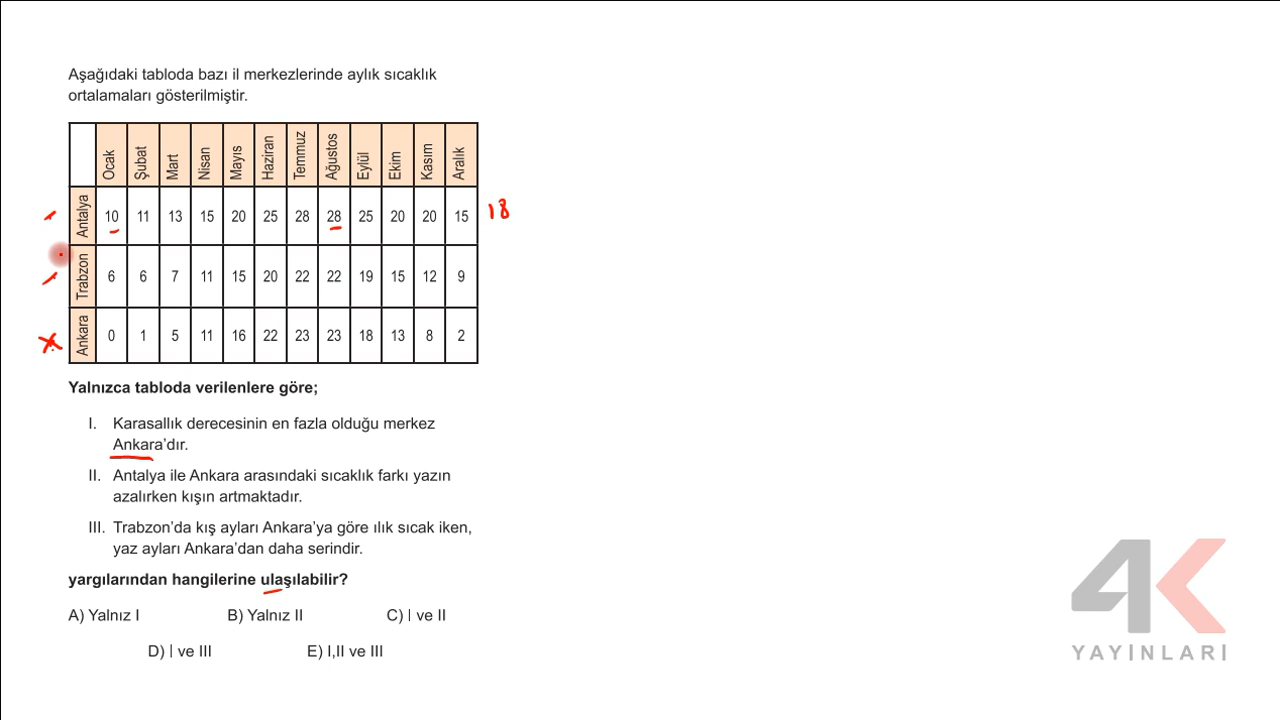 Aşağıdaki tabloda bazı il merkezlerinde aylık sıcaklık
ortalamaları gösterilmiştir.
Ocak Şubat Mart Nisan Mayıs Haziran Temmuz Ağustos Eylül Ekim Kasım Aralık
Antalya 10 11 13 15 20 25 28 28 25 20 20 15 18
Trabzon 6 6 7 11 15 20 22 22 19 15 12 9
Ankara 0 1 5 11 16 22 23 23 18 13 8 2
Yalnızca tabloda verilenlere göre;
I. Karasallık derecesinin en fazla olduğu merkez
Ankara'dır.
II. Antalya ile Ankara arasındaki sıcaklık farkı yazın
azalırken kışın artmaktadır.
III. Trabzon'da kış ayları Ankara'ya göre ılık sıcak iken,
yaz ayları Ankara'dan daha serindir.
yargılarından hangilerine ulaşılabilir?
A) Yalnız I B) Yalnız II C) I ve II
D) I ve III E) I,II ve III
4K
YAYINLARI